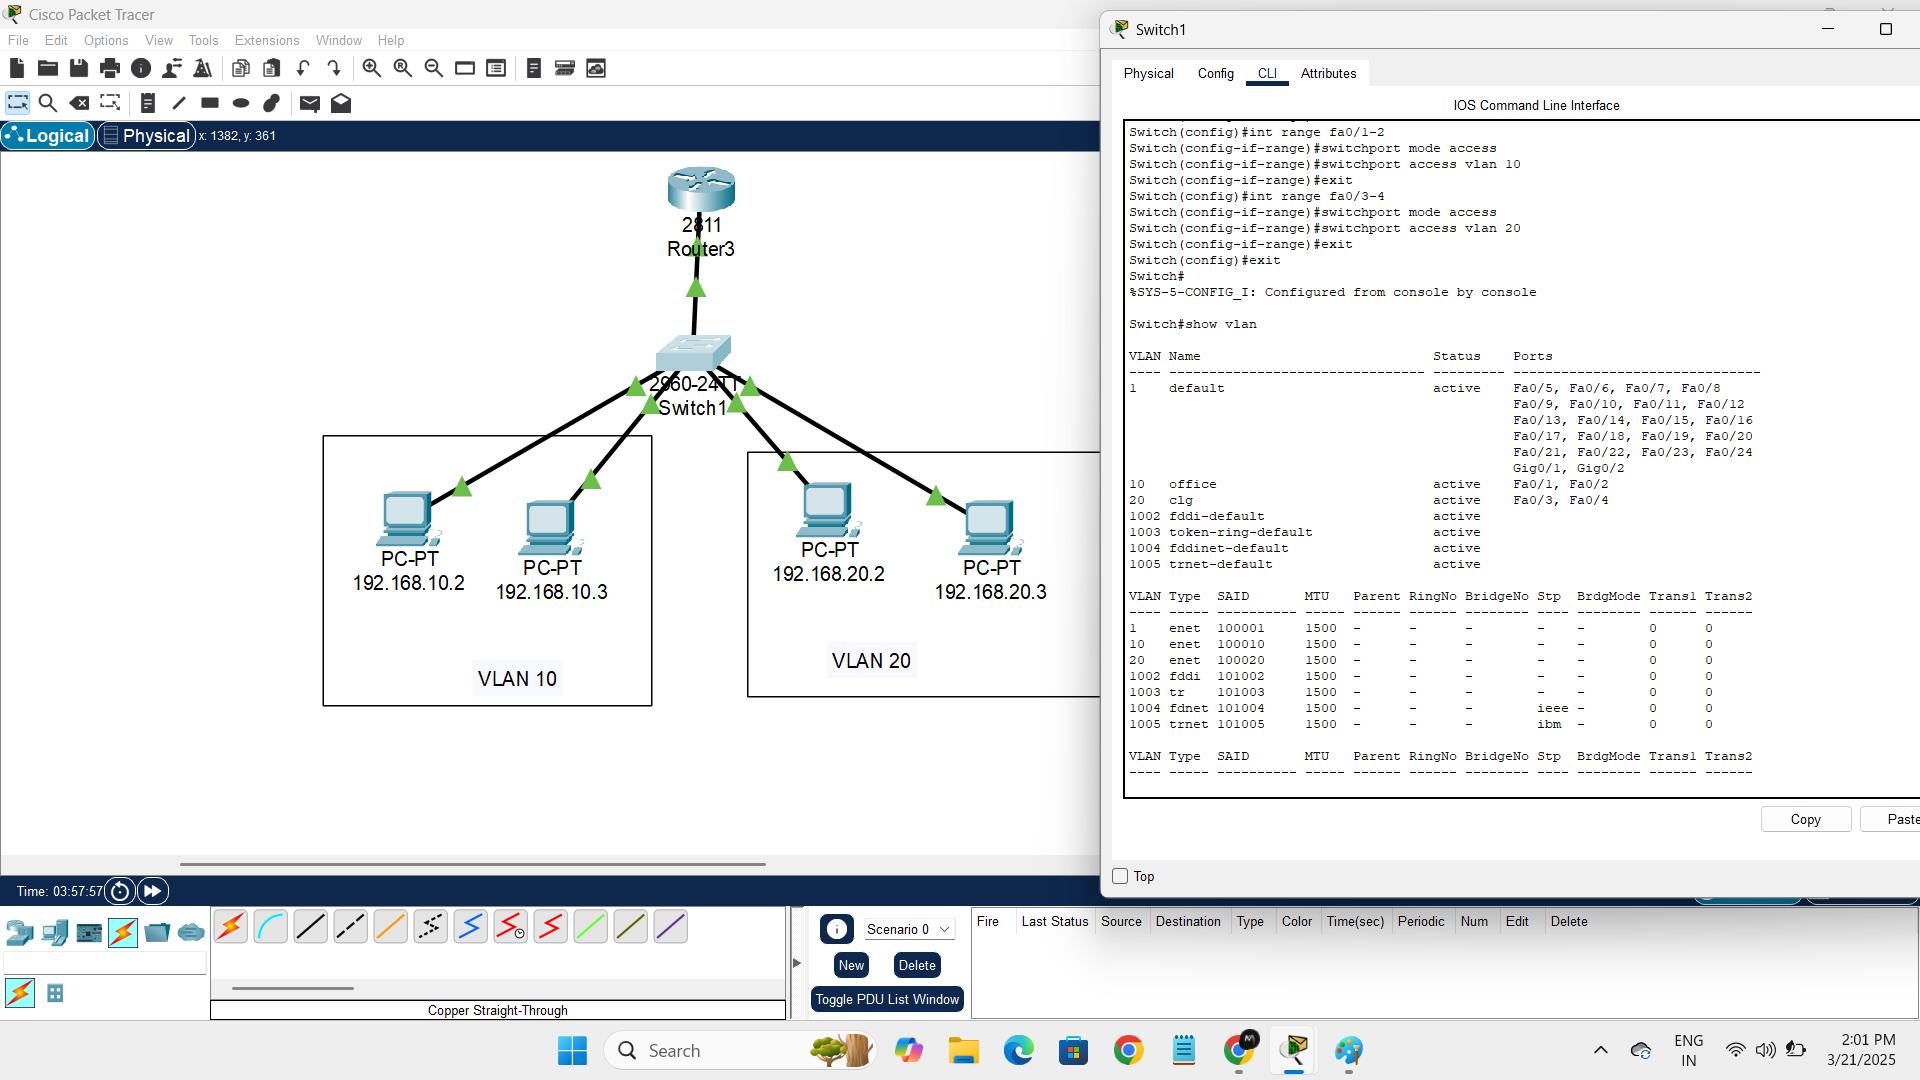 Cisco Packet Tracer
File Edit Options View Tools Extensions Window Help
Logical Physical x: 1382, y: 361
2811
Router3
2960-24TT
Switch1
PC-PT
192.168.10.2
PC-PT
192.168.10.3
PC-PT
192.168.20.2
PC-PT
192.168.20.3
VLAN 10
VLAN 20
Switch1
Physical Config CLI Attributes
IOS Command Line Interface
Switch(config)#int range fa0/1-2
Switch(config-if-range)#switchport mode access
Switch(config-if-range)#switchport access vlan 10
Switch(config-if-range)#exit
Switch(config)#int range fa0/3-4
Switch(config-if-range)#switchport mode access
Switch(config-if-range)#switchport access vlan 20
Switch(config-if-range)#exit
Switch(config)#exit
Switch#
%SYS-5-CONFIG_I: Configured from console by console
Switch#show vlan
VLAN Name Status Ports
---- -------------------------------- --------- -------------------------------
1 default active Fa0/5, Fa0/6, Fa0/7, Fa0/8
Fa0/9, Fa0/10, Fa0/11, Fa0/12
Fa0/13, Fa0/14, Fa0/15, Fa0/16
Fa0/17, Fa0/18, Fa0/19, Fa0/20
Fa0/21, Fa0/22, Fa0/23, Fa0/24
Gig0/1, Gig0/2
10 office active Fa0/1, Fa0/2
20 clg active Fa0/3, Fa0/4
1002 fddi-default active
1003 token-ring-default active
1004 fddinet-default active
1005 trnet-default active
VLAN Type SAID MTU Parent RingNo BridgeNo Stp BrdgMode Trans1 Trans2
---- ----- ---------- ----- ------ ------ -------- ---- -------- ------ ------
1 enet 100001 1500 - - - - - 0 0
10 enet 100010 1500 - - - - - 0 0
20 enet 100020 1500 - - - - - 0 0
1002 fddi 101002 1500 - - - - - 0 0
1003 tr 101003 1500 - - - - - 0 0
1004 fdnet 101004 1500 - - - ieee - 0 0
1005 trnet 101005 1500 - - - ibm - 0 0
VLAN Type SAID MTU Parent RingNo BridgeNo Stp BrdgMode Trans1 Trans2
---- ----- ---------- ----- ------ ------ -------- ---- -------- ------ ------
Copy Paste
Top
Time: 03:57:57
Scenario 0
New Delete
Toggle PDU List Window
Fire Last Status Source Destination Type Color Time(sec) Periodic Num Edit Delete
Copper Straight-Through
Search
ENG
IN
2:01 PM
3/21/2025